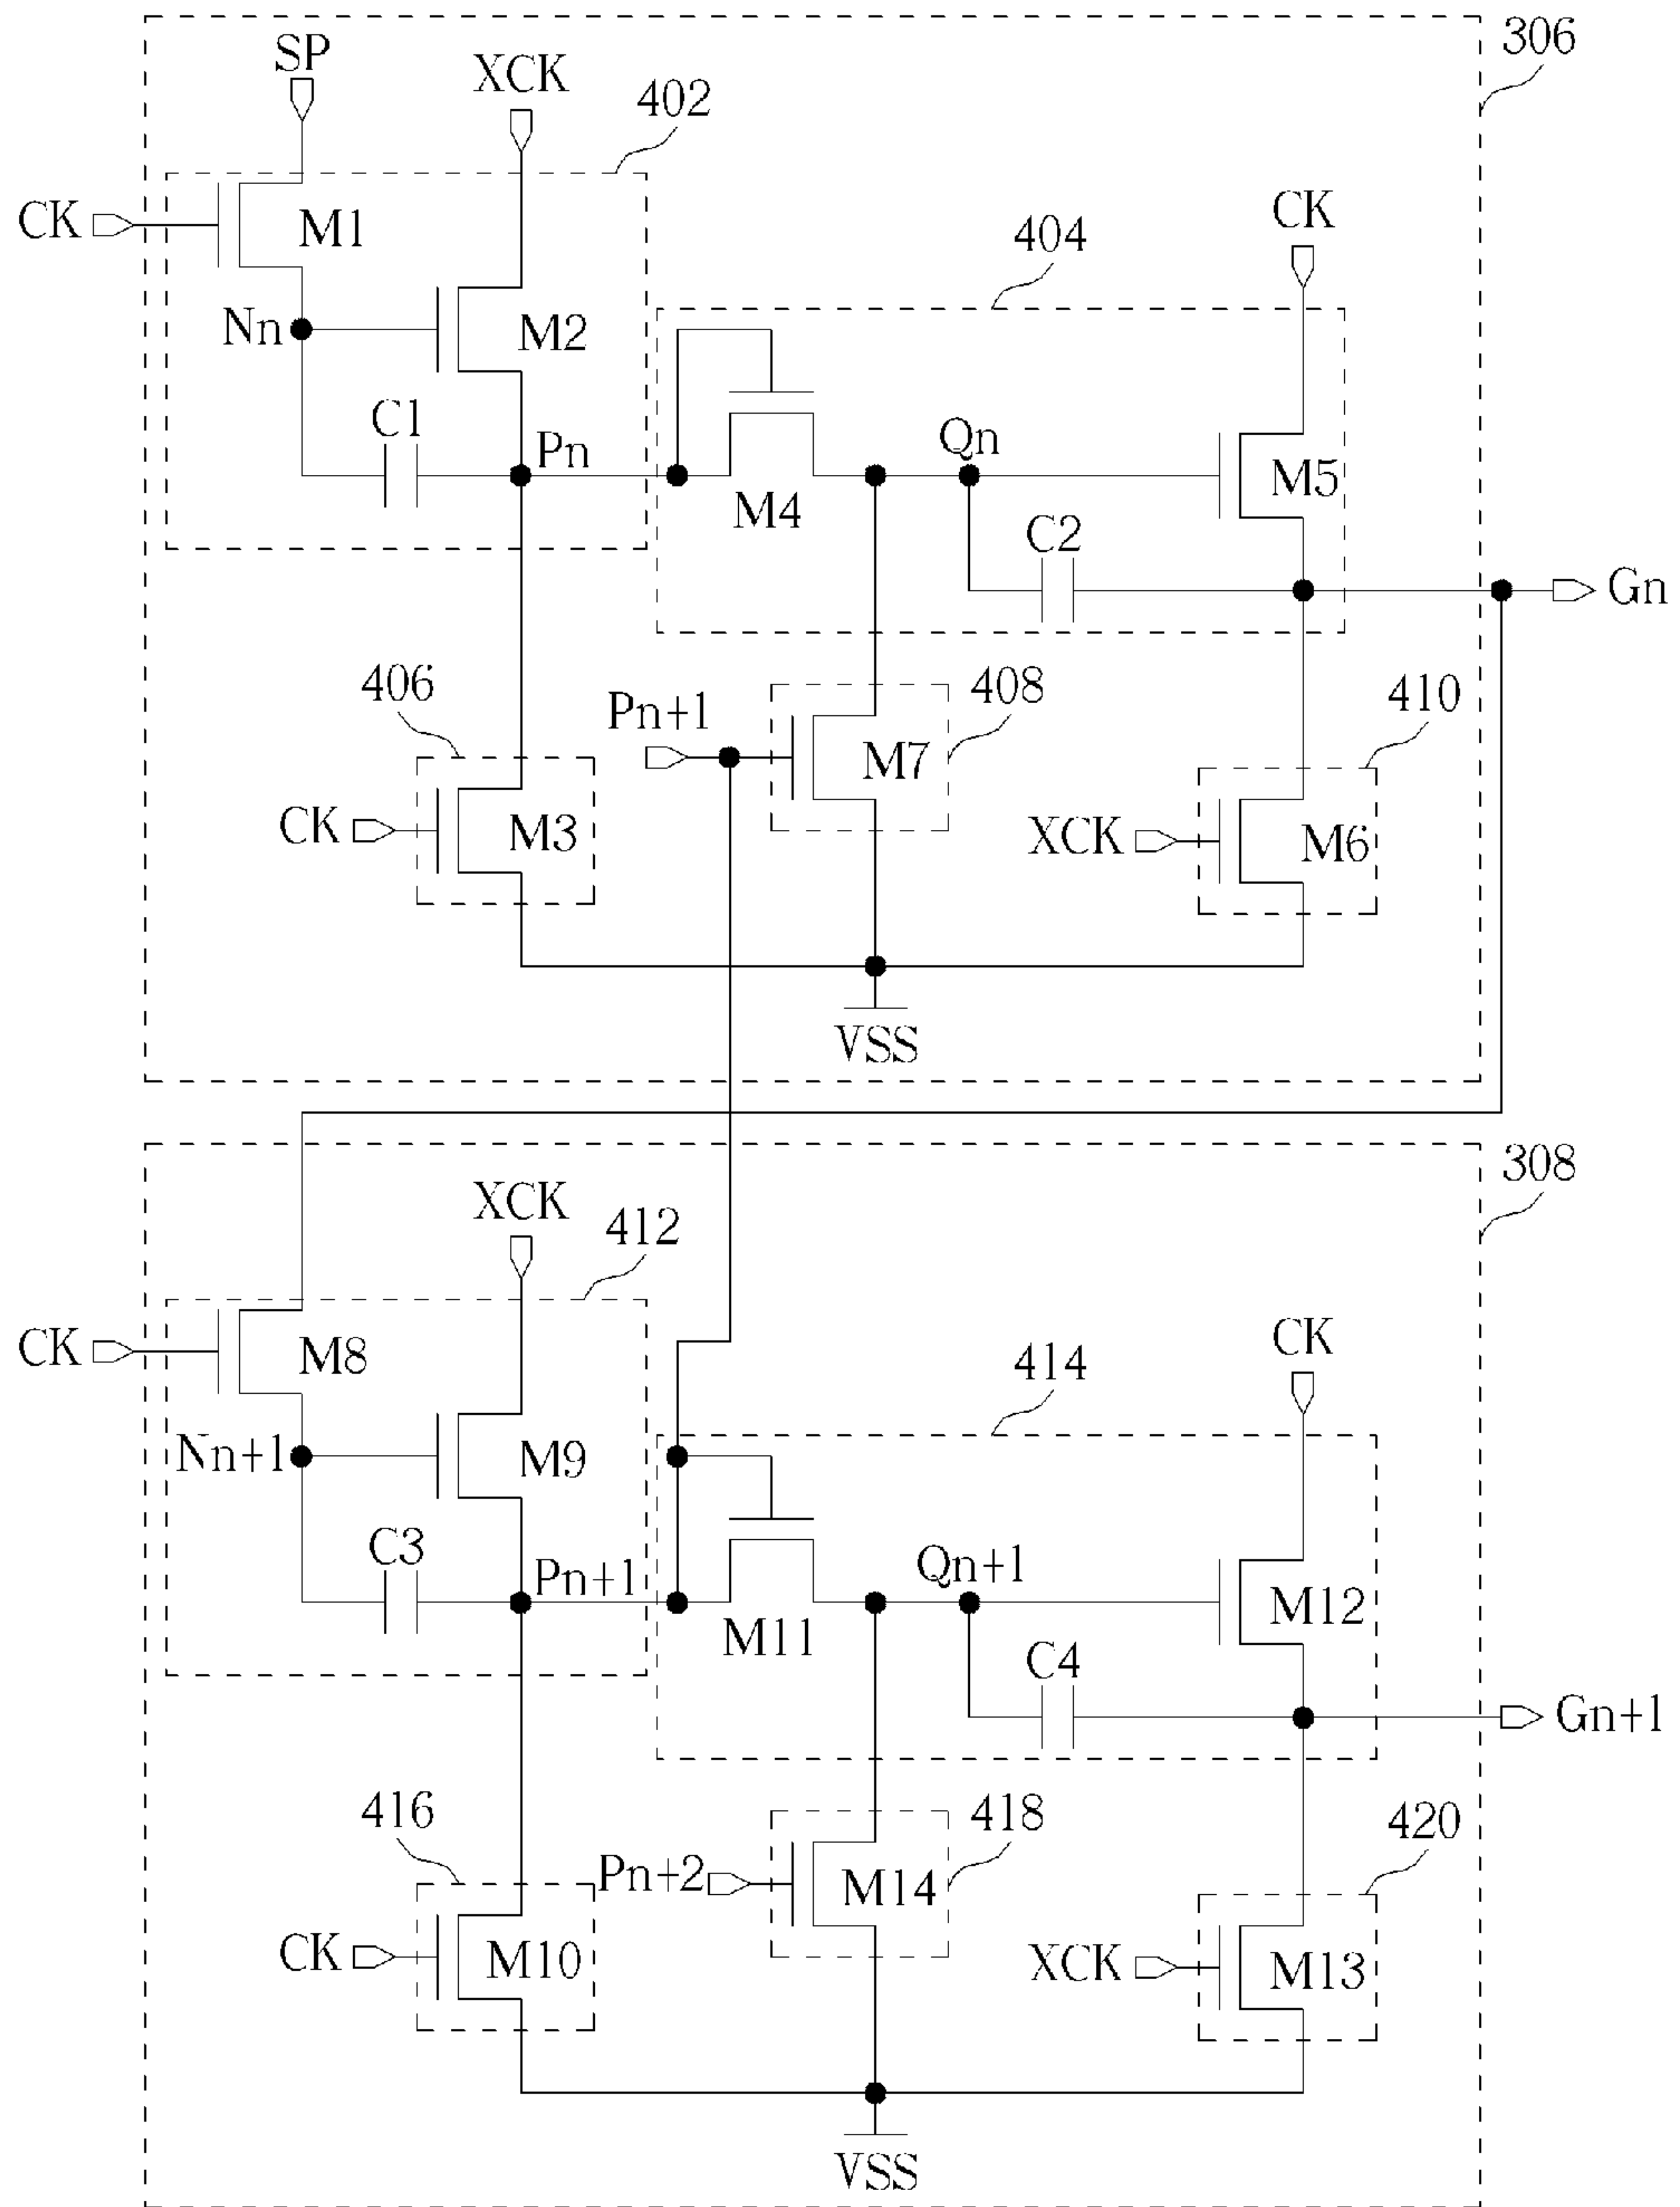 306
SP
XCK
402
CK
M1
CK
404
Nn
M2
C1
Pn
Qn
M4
M5
C2
Gn
406
Pn+1
408
410
M7
CK
M3
XCK
M6
VSS
308
XCK
412
CK
M8
CK
414
Nn+1
M9
C3
Pn+1
Qn+1
M11
M12
C4
Gn+1
416
418
420
Pn+2
M14
CK
M10
XCK
M13
VSS